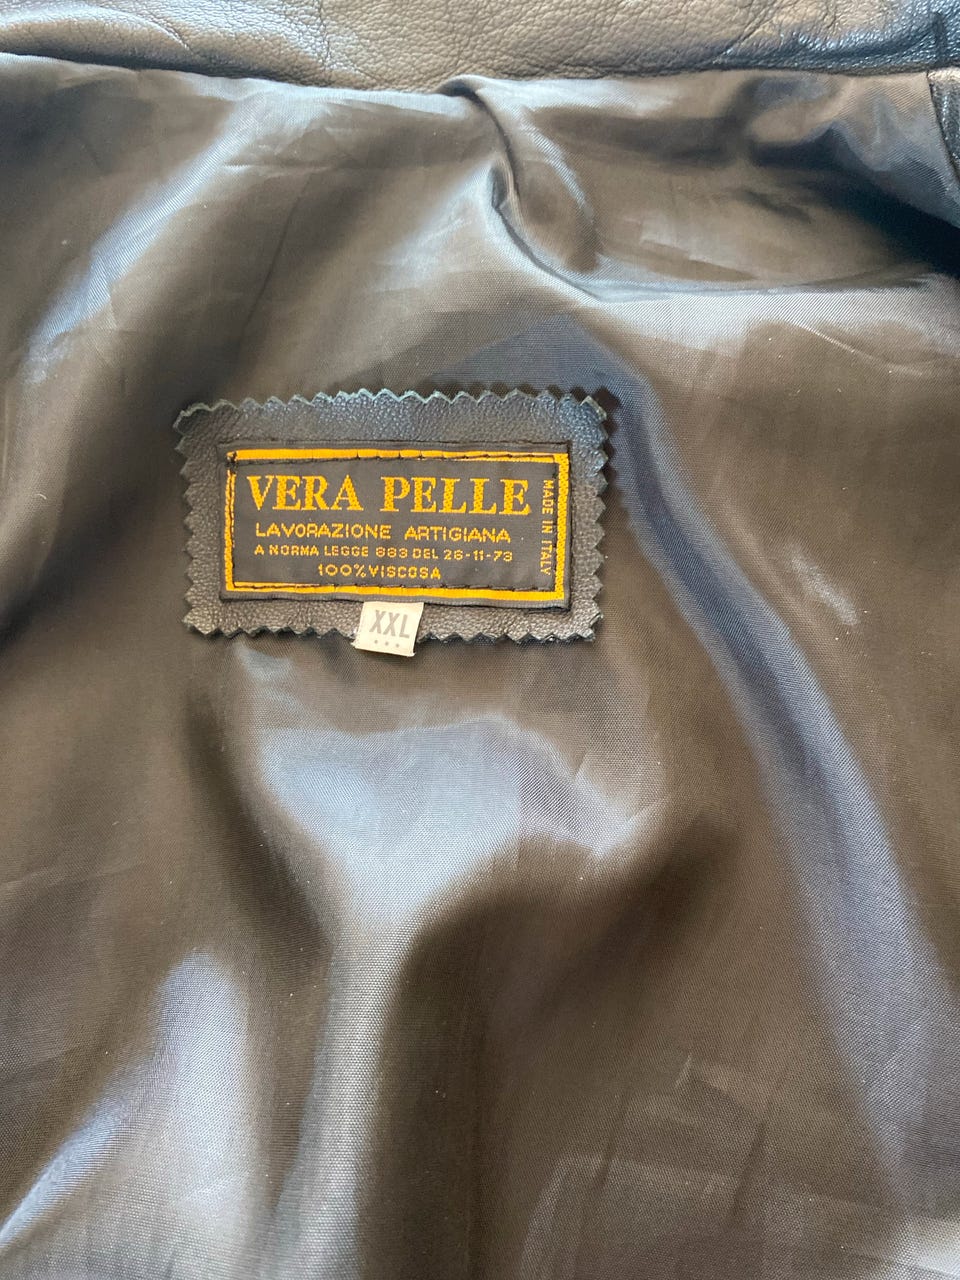 VERA PELLE
LAVORAZIONE ARTIGIANA
A NORMA LEGGE 883 DEL 26-11-73
100% VISCOSA
MADE IN ITALY
XXL